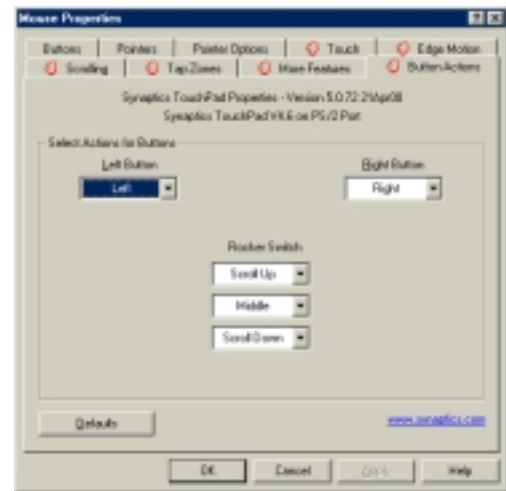 Mouse Properties
Buttons Pointers Pointer Options Touch Edge Motion
Scrolling Tap Zones More Features Button Actions
Synaptics TouchPad Properties - Version 5.0.72 21Apr00
Synaptics TouchPad V4.6 on PS/2 Port
Select Actions for Buttons
Left Button Right Button
Left Right
Rocker Switch
Scroll Up
Middle
Scroll Down
Defaults www.synaptics.com
OK Cancel Apply Help